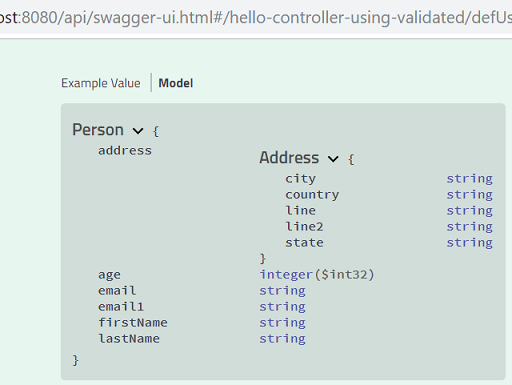 ost:8080/api/swagger-ui.html#/hello-controller-using-validated/defUs
Example Value | Model
Person {
address
Address {
city string
country string
line string
line2 string
state string
}
age integer($int32)
email string
email1 string
firstName string
lastName string
}